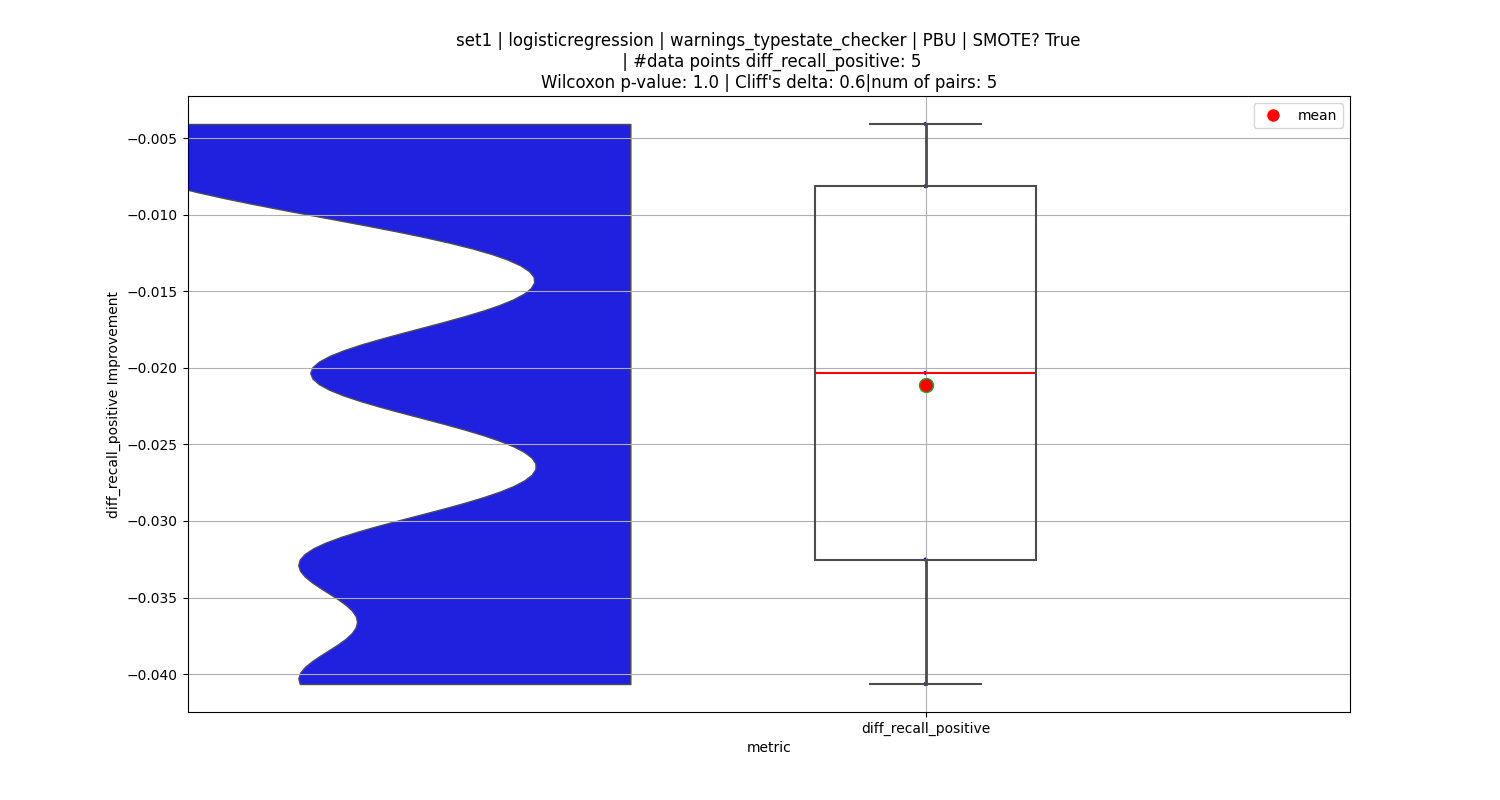 set1 | logisticregression | warnings_typestate_checker | PBU | SMOTE? True
| #data points diff_recall_positive: 5
Wilcoxon p-value: 1.0 | Cliff's delta: 0.6|num of pairs: 5
mean
−0.005
−0.010
−0.015
−0.020
−0.025
−0.030
−0.035
−0.040
diff_recall_positive Improvement
diff_recall_positive
metric